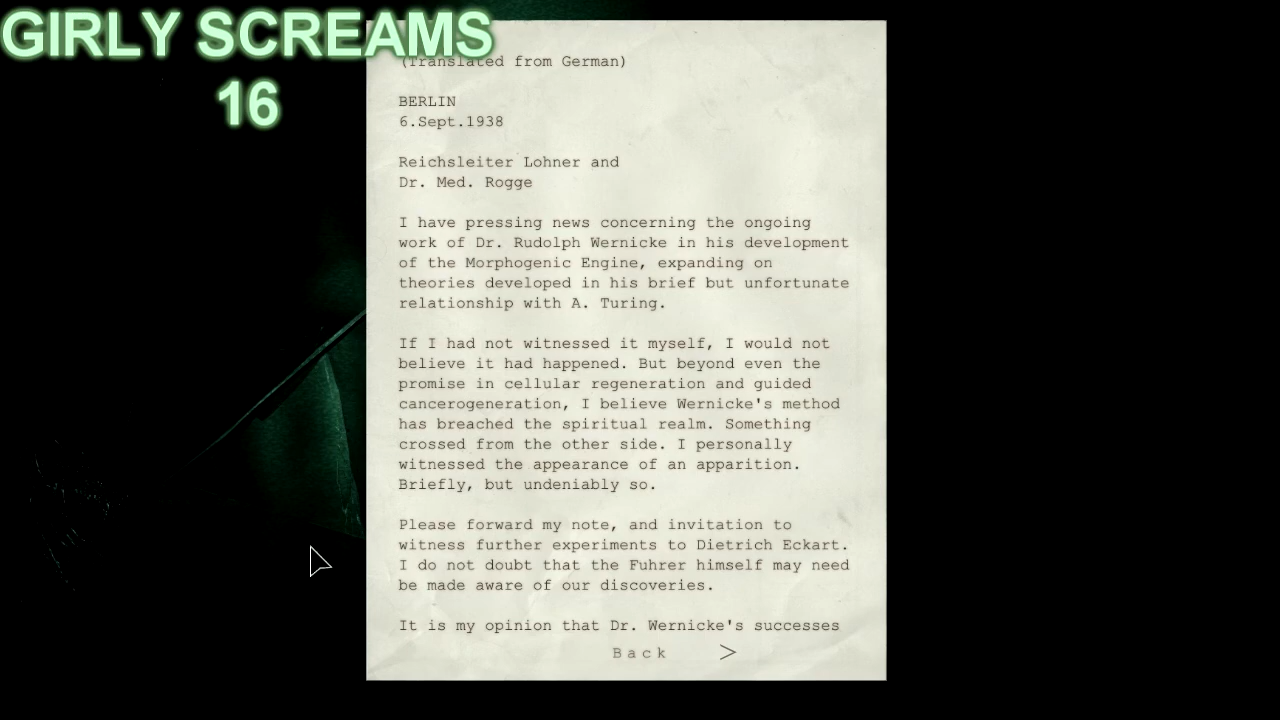 GIRLY SCREAMS
16
(Translated from German)
BERLIN
6.Sept.1938
Reichsleiter Lohner and
Dr. Med. Rogge
I have pressing news concerning the ongoing
work of Dr. Rudolph Wernicke in his development
of the Morphogenic Engine, expanding on
theories developed in his brief but unfortunate
relationship with A. Turing.
If I had not witnessed it myself, I would not
believe it had happened. But beyond even the
promise in cellular regeneration and guided
cancerogeneration, I believe Wernicke's method
has breached the spiritual realm. Something
crossed from the other side. I personally
witnessed the appearance of an apparition.
Briefly, but undeniably so.
Please forward my note, and invitation to
witness further experiments to Dietrich Eckart.
I do not doubt that the Fuhrer himself may need
be made aware of our discoveries.
It is my opinion that Dr. Wernicke's successes
Back >